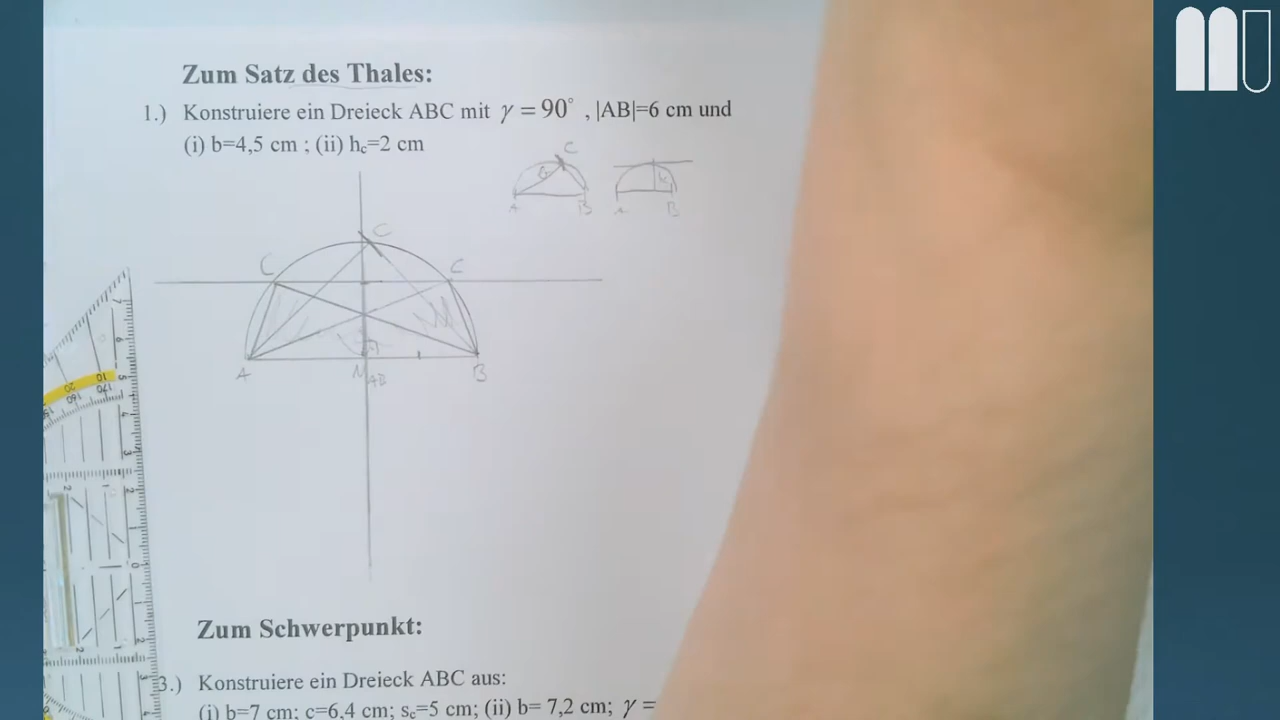 Zum Satz des Thales:
1.) Konstruiere ein Dreieck ABC mit γ = 90° , |AB|=6 cm und
(i) b=4,5 cm ; (ii) hc=2 cm
C
A B
A B
C
C C
A MAB B
Zum Schwerpunkt:
3.) Konstruiere ein Dreieck ABC aus:
(i) b=7 cm; c=6,4 cm; sc=5 cm; (ii) b= 7,2 cm; γ =